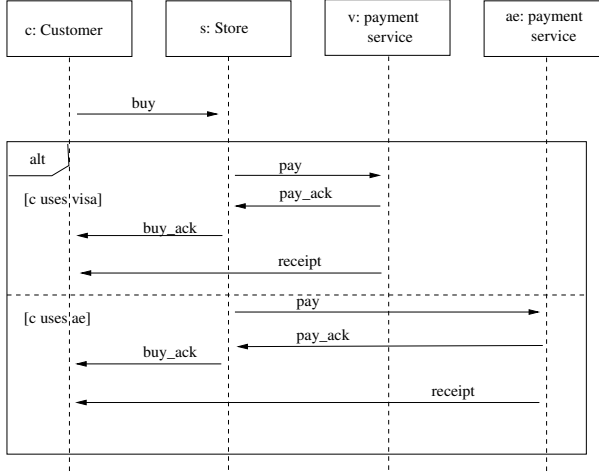 c: Customer
s: Store
v: payment
service
ae: payment
service
buy
alt
pay
[c uses visa]
pay_ack
buy_ack
receipt
pay
[c uses ae]
pay_ack
buy_ack
receipt